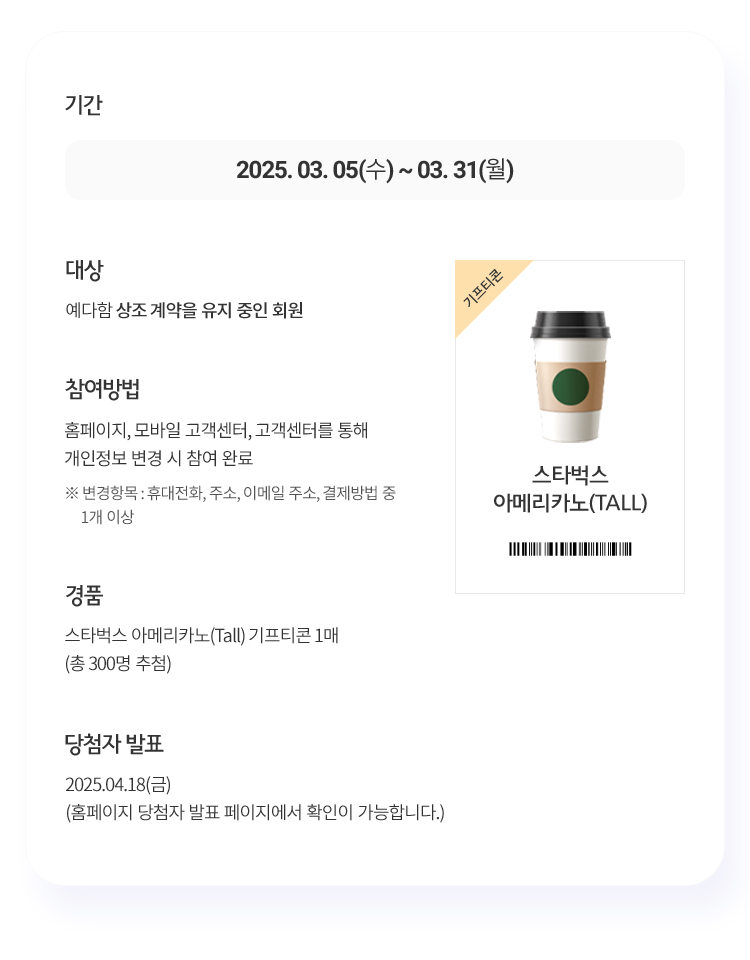 기간
2025. 03. 05(수) ~ 03. 31(월)
대상
예다함 상조 계약을 유지 중인 회원
참여방법
홈페이지, 모바일 고객센터, 고객센터를 통해
개인정보 변경 시 참여 완료
※ 변경항목 : 휴대전화, 주소, 이메일 주소, 결제방법 중
1개 이상
기프티콘
스타벅스
아메리카노(TALL)
경품
스타벅스 아메리카노(Tall) 기프티콘 1매
(총 300명 추첨)
당첨자 발표
2025.04.18(금)
(홈페이지 당첨자 발표 페이지에서 확인이 가능합니다.)